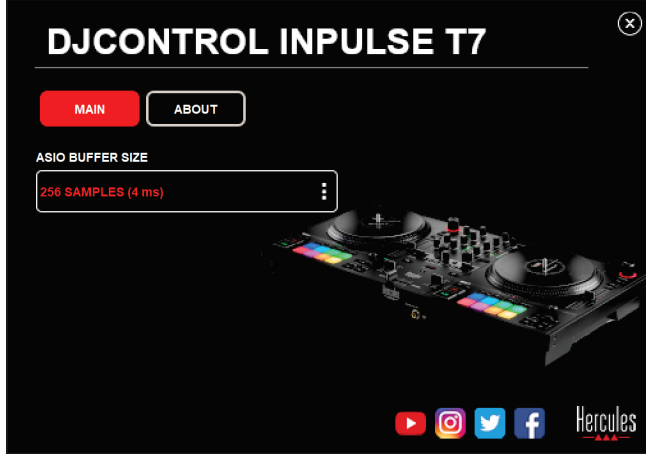 DJCONTROL INPULSE T7
MAIN
ABOUT
ASIO BUFFER SIZE
256 SAMPLES (4 ms)
Hercules